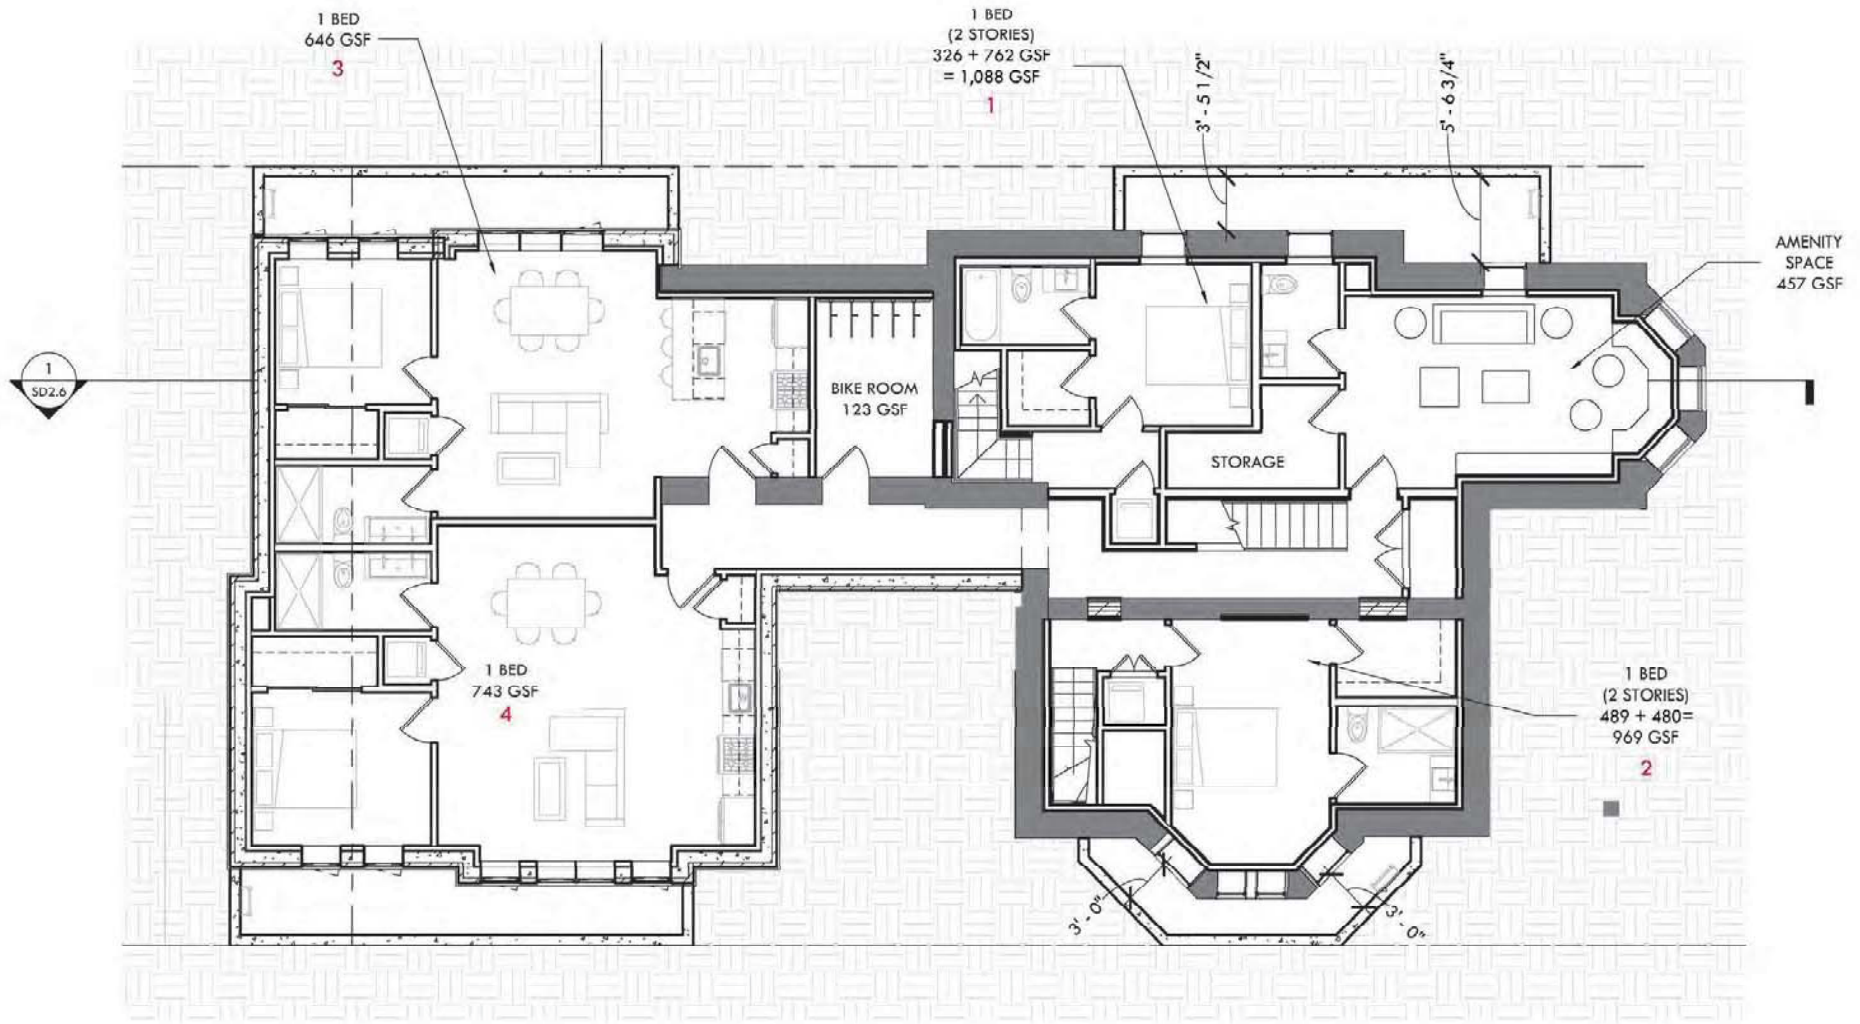 1 BED
646 GSF
3
1 BED
(2 STORIES)
326 + 762 GSF
= 1,088 GSF
1
3' - 5 1/2"
5' - 6 3/4"
AMENITY
SPACE
457 GSF
1
SD2.6
BIKE ROOM
123 GSF
STORAGE
1 BED
743 GSF
4
1 BED
(2 STORIES)
489 + 480=
969 GSF
2
3' - 0"
3' - 0"